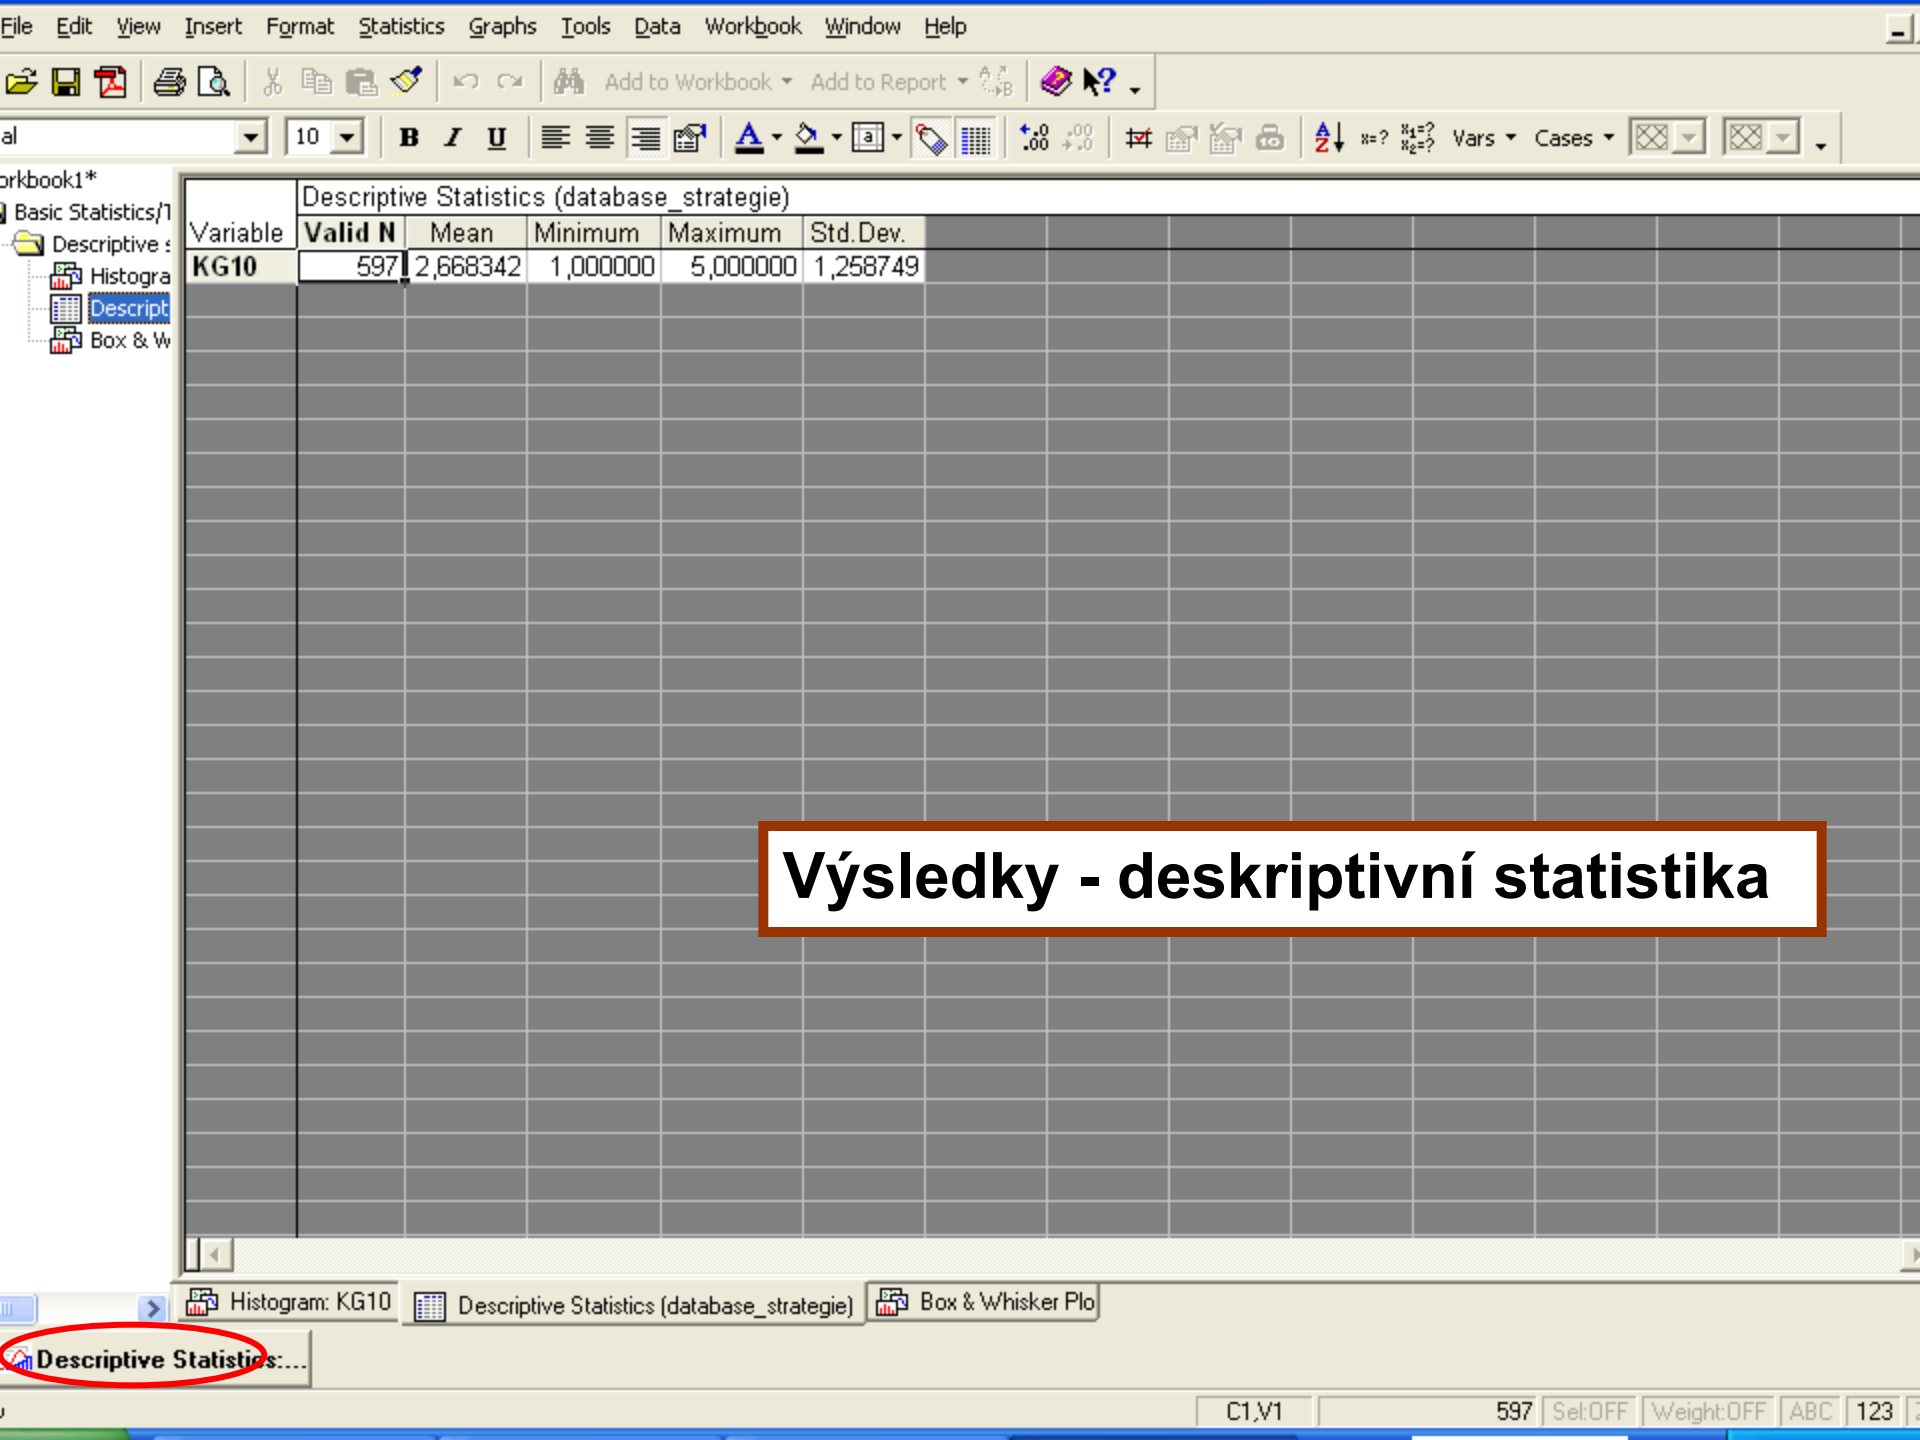 File Edit View Insert Format Statistics Graphs Tools Data Workbook Window Help
Add to Workbook Add to Report
al 10 B I U Vars Cases
orkbook1*
Basic Statistics/T
Descriptive s
Histogra
Descript
Box & W
Descriptive Statistics (database_strategie)
Variable Valid N Mean Minimum Maximum Std.Dev.
KG10 597 2,668342 1,000000 5,000000 1,258749
Výsledky - deskriptivní statistika
Histogram: KG10 Descriptive Statistics (database_strategie) Box & Whisker Plo
Descriptive Statistics:...
C1,V1 597 Sel:OFF Weight:OFF ABC 123